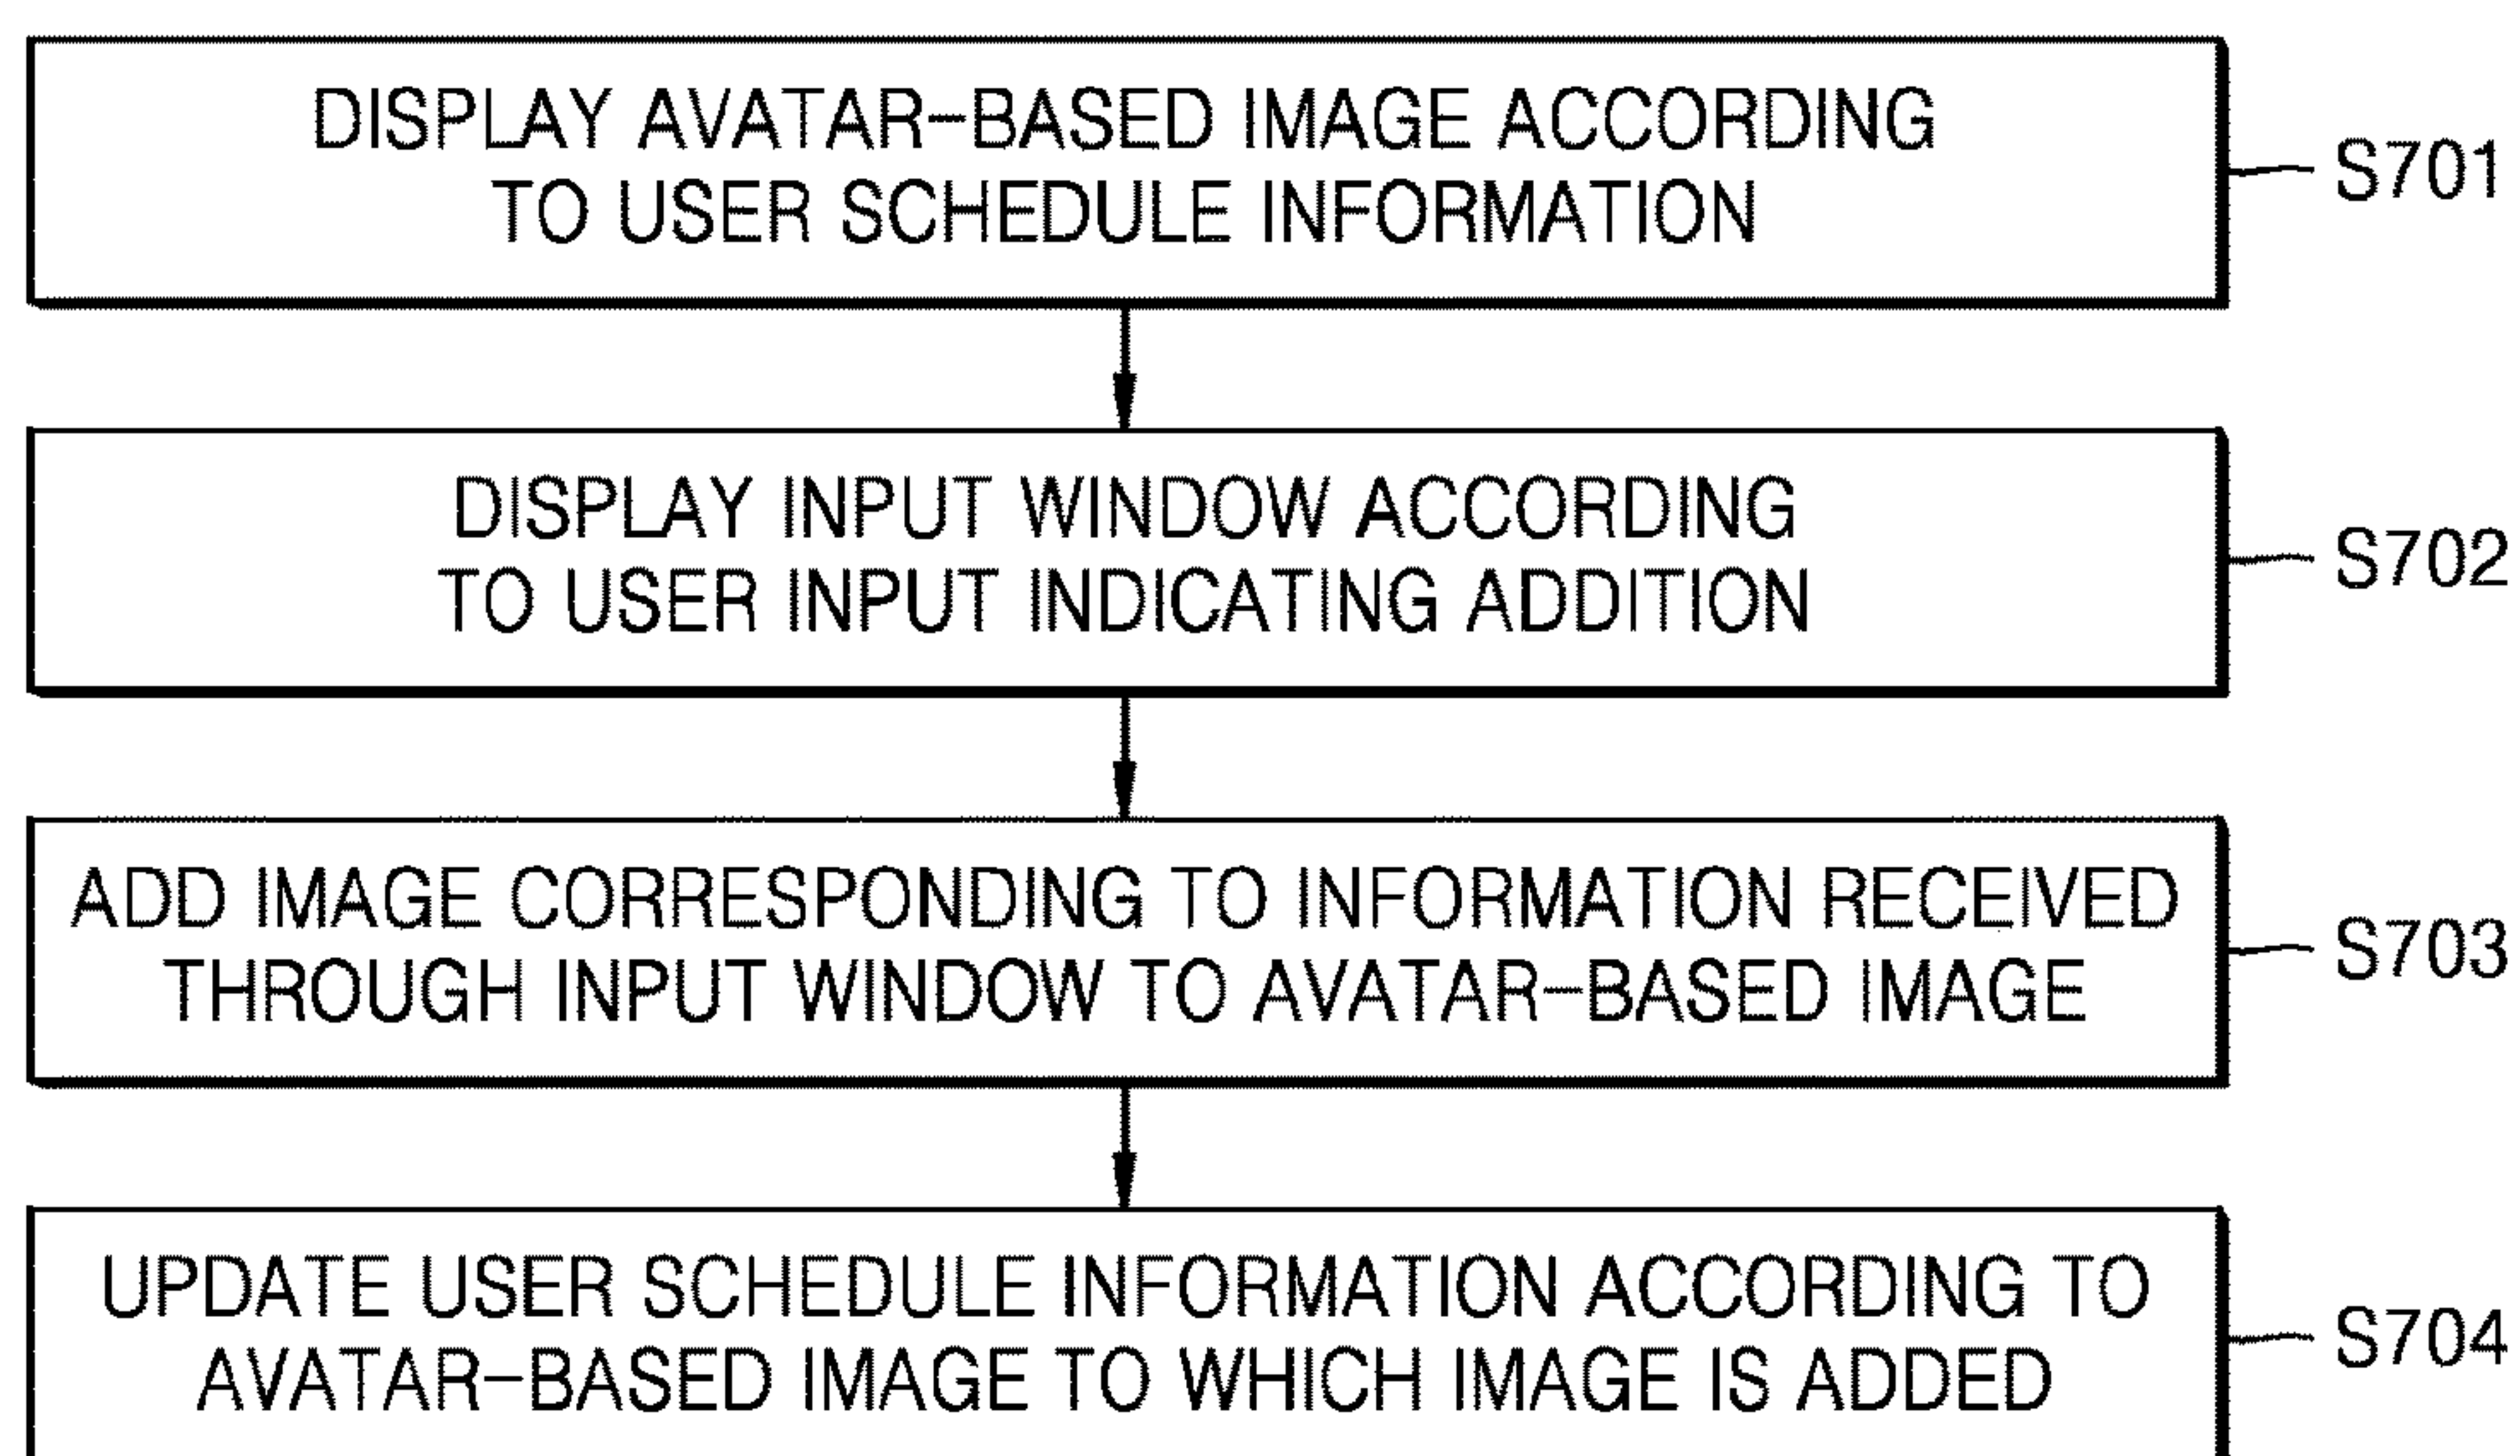 DISPLAY AVATAR-BASED IMAGE ACCORDING
TO USER SCHEDULE INFORMATION
S701
DISPLAY INPUT WINDOW ACCORDING
TO USER INPUT INDICATING ADDITION
S702
ADD IMAGE CORRESPONDING TO INFORMATION RECEIVED
THROUGH INPUT WINDOW TO AVATAR-BASED IMAGE
S703
UPDATE USER SCHEDULE INFORMATION ACCORDING TO
AVATAR-BASED IMAGE TO WHICH IMAGE IS ADDED
S704